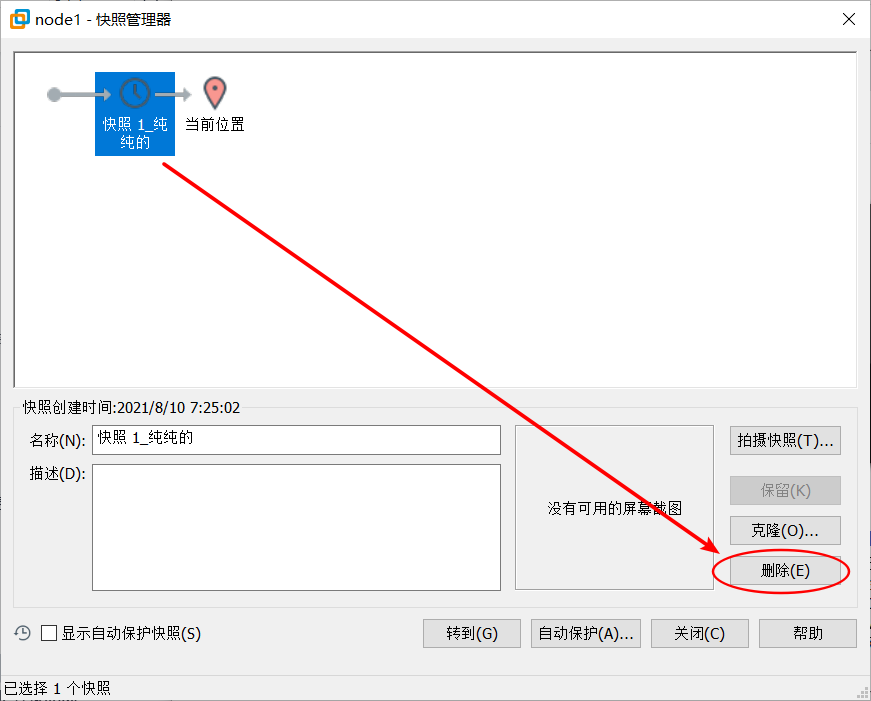 node1 - 快照管理器
快照 1_纯
纯的
当前位置
快照创建时间:2021/8/10 7:25:02
名称(N):
快照 1_纯纯的
描述(D):
没有可用的屏幕截图
拍摄快照(T)...
保留(K)
克隆(O)...
删除(E)
显示自动保护快照(S)
转到(G)
自动保护(A)...
关闭(C)
帮助
已选择 1 个快照